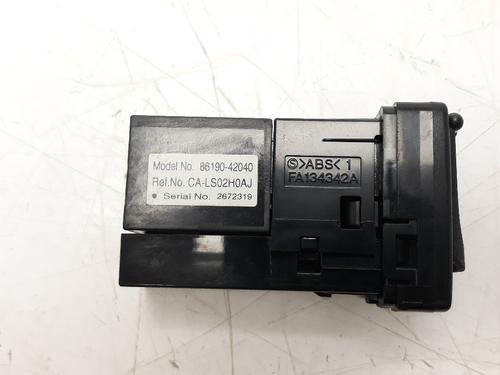 Model No. 86190-42040
Ref.No. CA-LS02H0AJ
Serial No. 2672319
S >ABS< 1
FA134342A